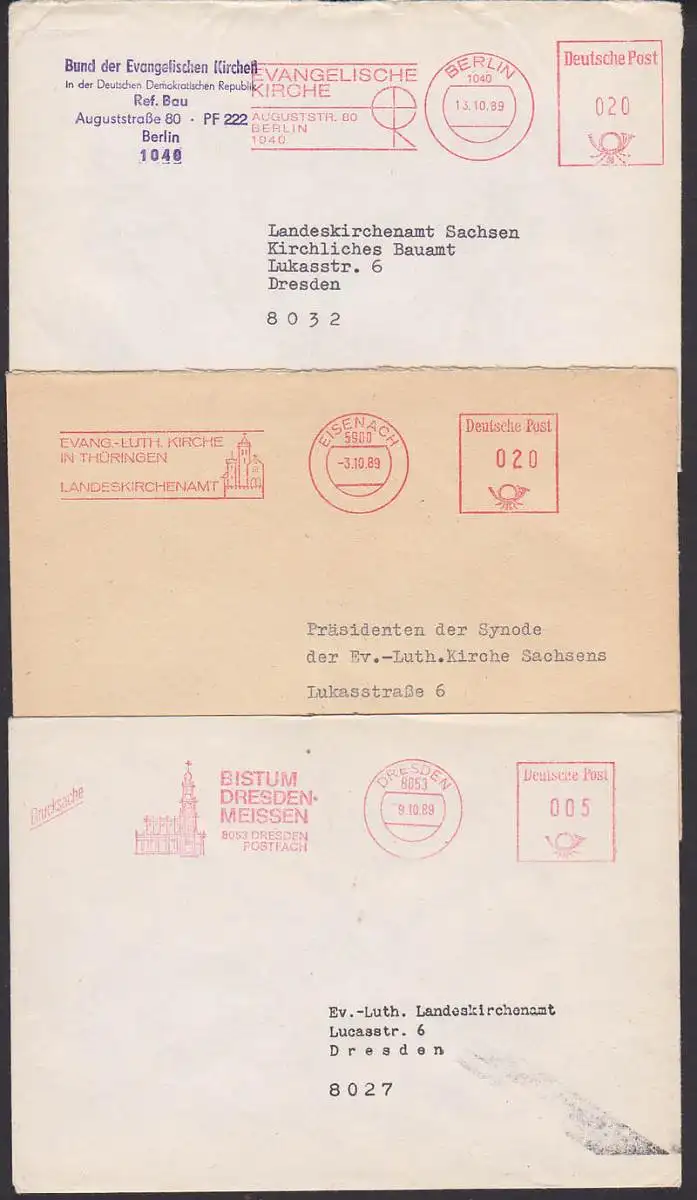 Bund der Evangelischen Kirchen
in der Deutschen Demokratischen Republik
Ref. Bau
Auguststraße 80 · PF 222
Berlin
1040
EVANGELISCHE
KIRCHE
AUGUSTSTR. 80
BERLIN
1040
BERLIN
1040
13.10.89
Deutsche Post
020
Landeskirchenamt Sachsen
Kirchliches Bauamt
Lukasstr. 6
Dresden
8032
EVANG.-LUTH. KIRCHE
IN THÜRINGEN
LANDESKIRCHENAMT
EISENACH
5900
-3.10.89
Deutsche Post
020
Präsidenten der Synode
der Ev.-Luth.Kirche Sachsens
Lukasstraße 6
Drucksache
BISTUM
DRESDEN-
MEISSEN
8053 DRESDEN
POSTFACH
DRESDEN
8053
-9.10.89
Deutsche Post
005
Ev.-Luth. Landeskirchenamt
Lucasstr. 6
Dresden
8027